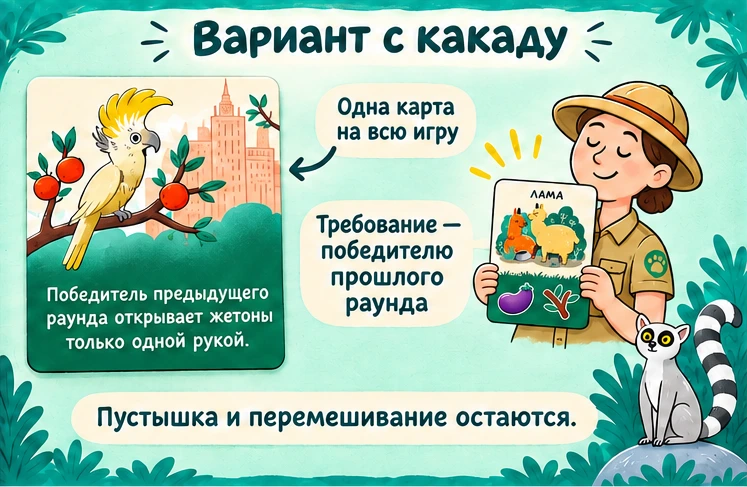 Вариант с какаду
Одна карта
на всю игру
ЛАМА
Требование —
победителю
прошлого
раунда
Победитель предыдущего
раунда открывает жетоны
только одной рукой.
Пустышка и перемешивание остаются.